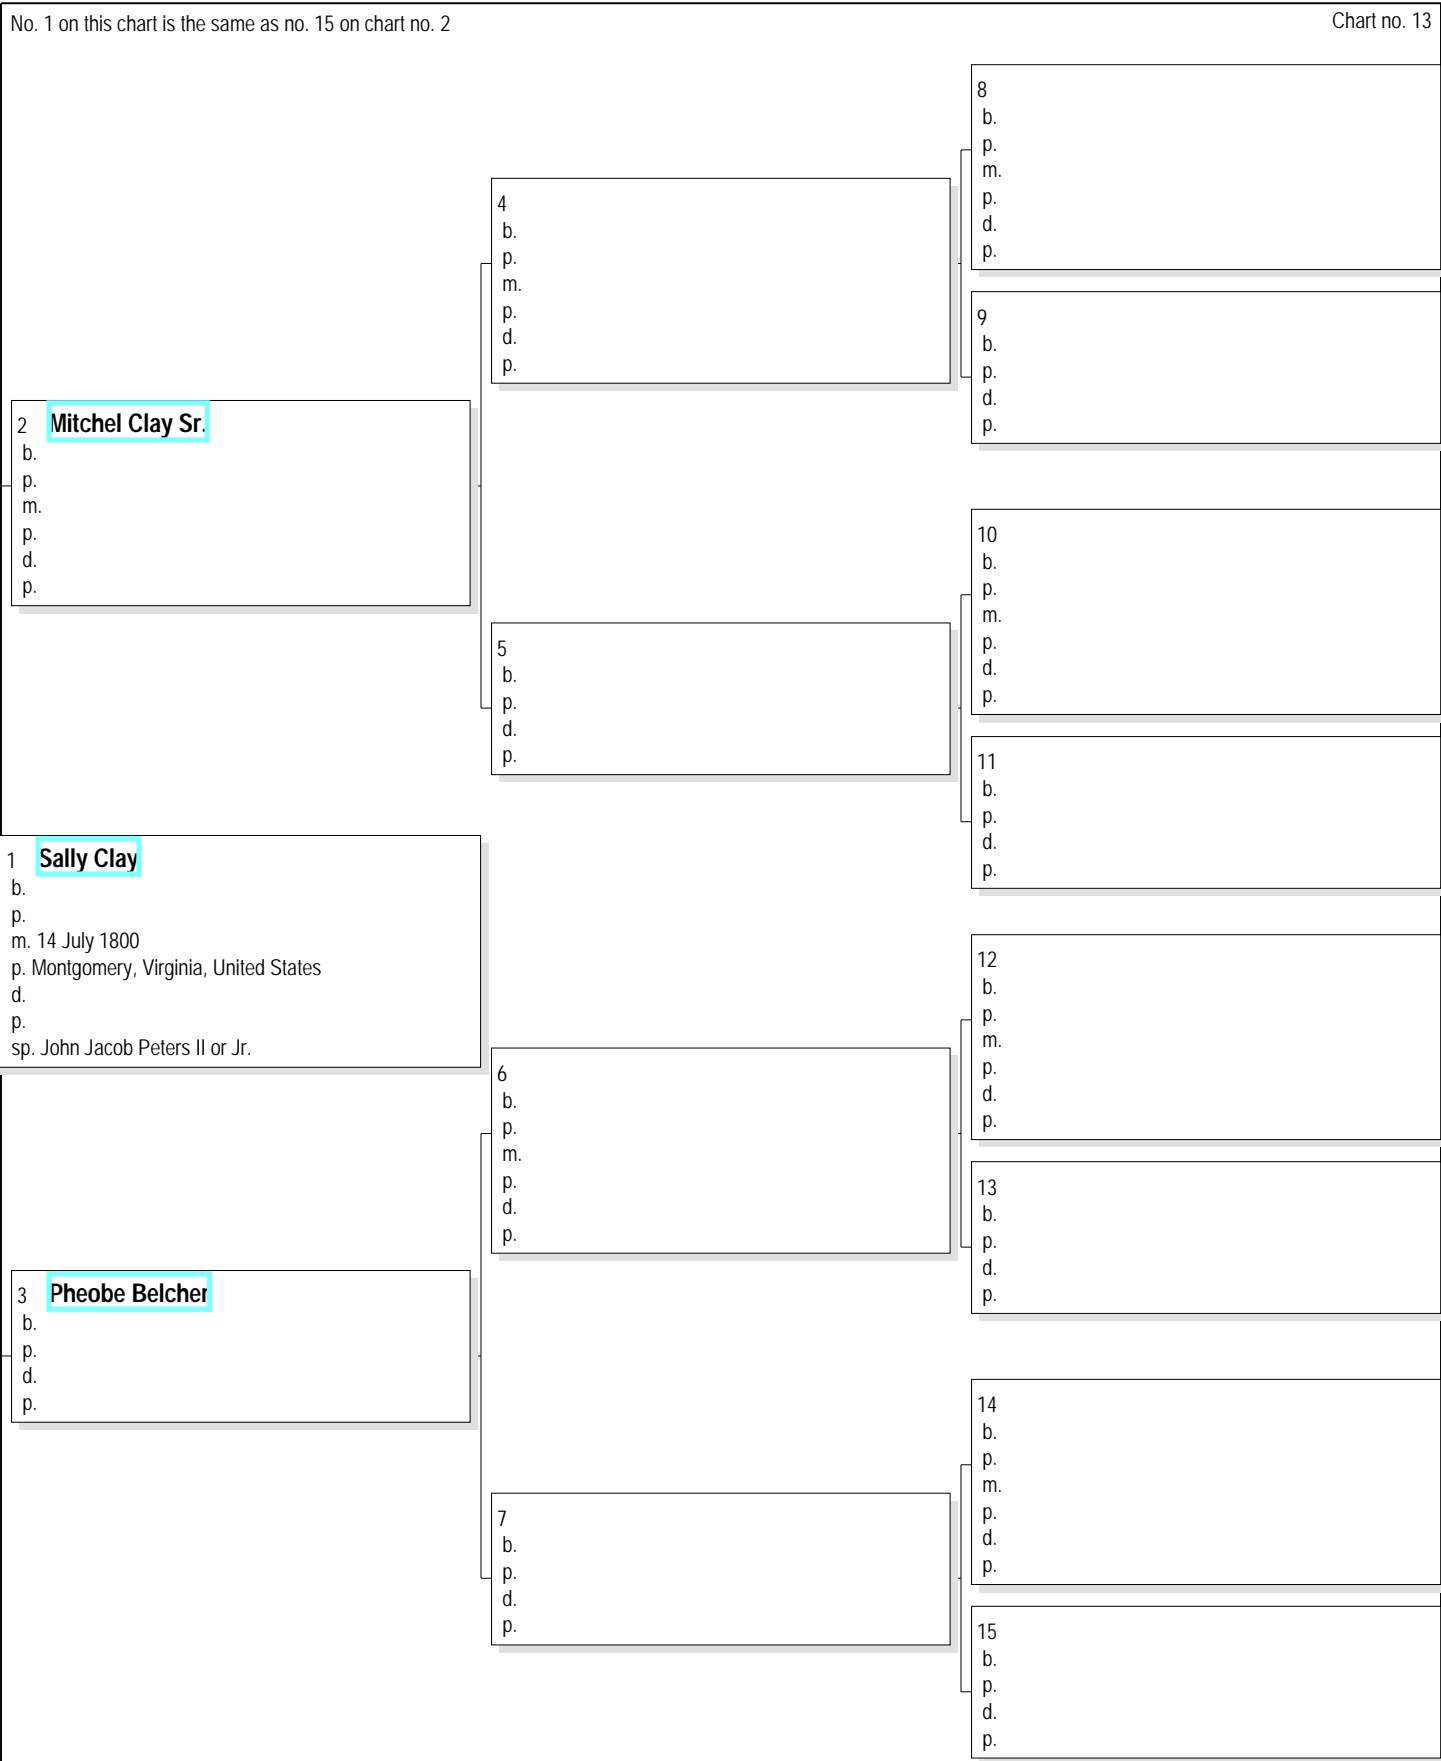 No. 1 on this chart is the same as no. 15 on chart no. 2
Chart no. 13
8
b.
p.
m.
p.
d.
p.
4
b.
p.
m.
p.
d.
p.
9
b.
p.
d.
p.
2 Mitchel Clay Sr.
b.
p.
m.
p.
d.
p.
10
b.
p.
m.
p.
d.
p.
5
b.
p.
d.
p.
11
b.
p.
d.
p.
1 Sally Clay
b.
p.
m. 14 July 1800
p. Montgomery, Virginia, United States
d.
p.
sp. John Jacob Peters II or Jr.
12
b.
p.
m.
p.
d.
p.
6
b.
p.
m.
p.
d.
p.
13
b.
p.
d.
p.
3 Pheobe Belcher
b.
p.
d.
p.
14
b.
p.
m.
p.
d.
p.
7
b.
p.
d.
p.
15
b.
p.
d.
p.